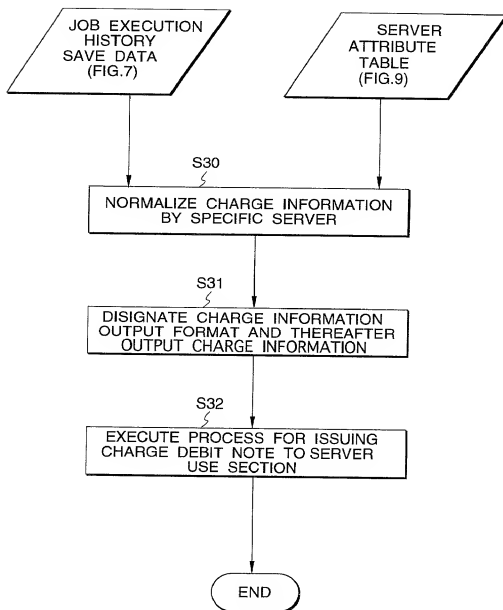 JOB EXECUTION
HISTORY
SAVE DATA
(FIG.7)
SERVER
ATTRIBUTE
TABLE
(FIG.9)
S30
NORMALIZE CHARGE INFORMATION
BY SPECIFIC SERVER
S31
DISIGNATE CHARGE INFORMATION
OUTPUT FORMAT AND THEREAFTER
OUTPUT CHARGE INFORMATION
S32
EXECUTE PROCESS FOR ISSUING
CHARGE DEBIT NOTE TO SERVER
USE SECTION
END